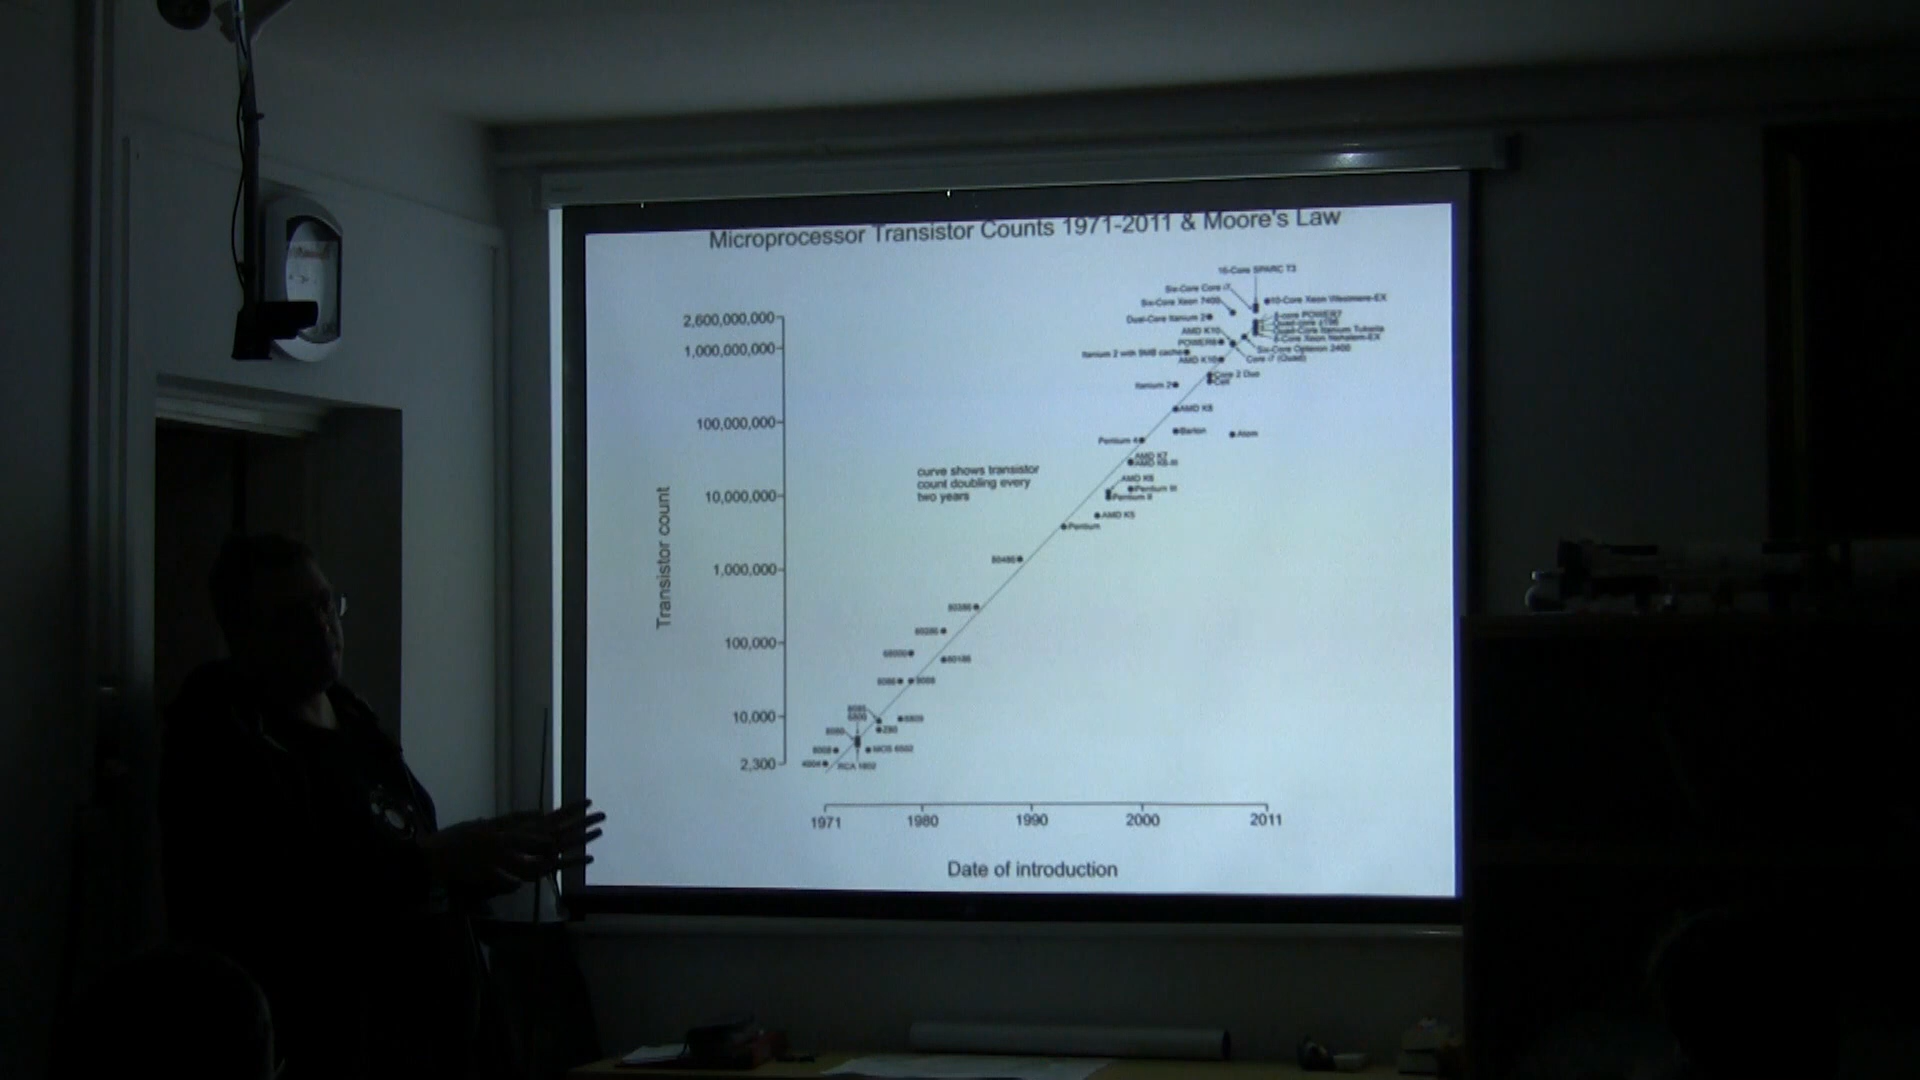 Microprocessor Transistor Counts 1971-2011 & Moore's Law
16-Core SPARC T3
Six-Core Core i7
Six-Core Xeon 7400
10-Core Xeon Westmere-EX
Dual-Core Itanium 2
8-core POWER7
Quad-core z196
Quad-Core Itanium Tukwila
8-Core Xeon Nehalem-EX
AMD K10
POWER6
Six-Core Opteron 2400
Itanium 2 with 9MB cache
AMD K10
Core i7 (Quad)
Core 2 Duo
Cell
Itanium 2
AMD K8
Barton
Atom
Pentium 4
AMD K7
AMD K6-III
AMD K6
Pentium III
Pentium II
AMD K5
Pentium
80486
80386
80286
68000
80186
8086
8088
8085
6800
6809
Z80
8080
8008
MOS 6502
4004
RCA 1802
curve shows transistor
count doubling every
two years
2,600,000,000
1,000,000,000
100,000,000
10,000,000
1,000,000
100,000
10,000
2,300
Transistor count
1971
1980
1990
2000
2011
Date of introduction